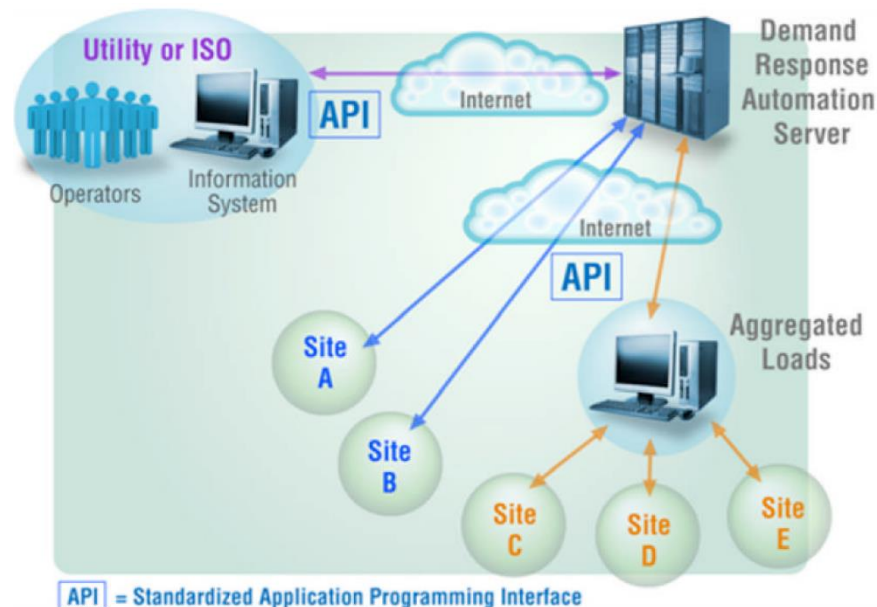 Utility or ISO
Operators
Information
System
API
Internet
Demand
Response
Automation
Server
Internet
API
Site
A
Site
B
Aggregated
Loads
Site
C
Site
D
Site
E
API = Standardized Application Programming Interface